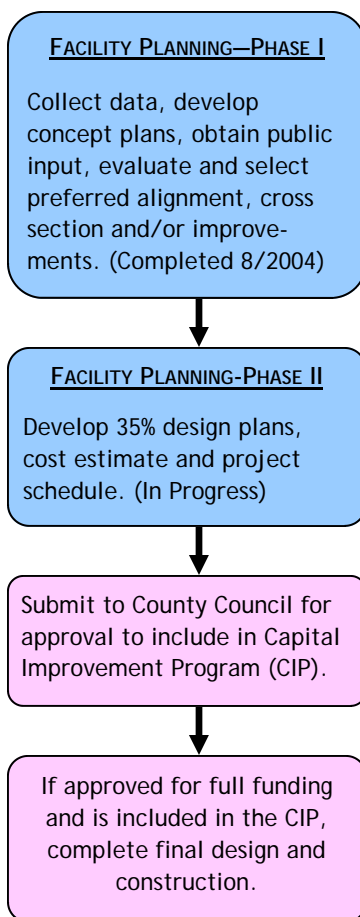 FACILITY PLANNING—PHASE I
Collect data, develop
concept plans, obtain public
input, evaluate and select
preferred alignment, cross
section and/or improve-
ments. (Completed 8/2004)
FACILITY PLANNING-PHASE II
Develop 35% design plans,
cost estimate and project
schedule. (In Progress)
Submit to County Council for
approval to include in Capital
Improvement Program (CIP).
If approved for full funding
and is included in the CIP,
complete final design and
construction.